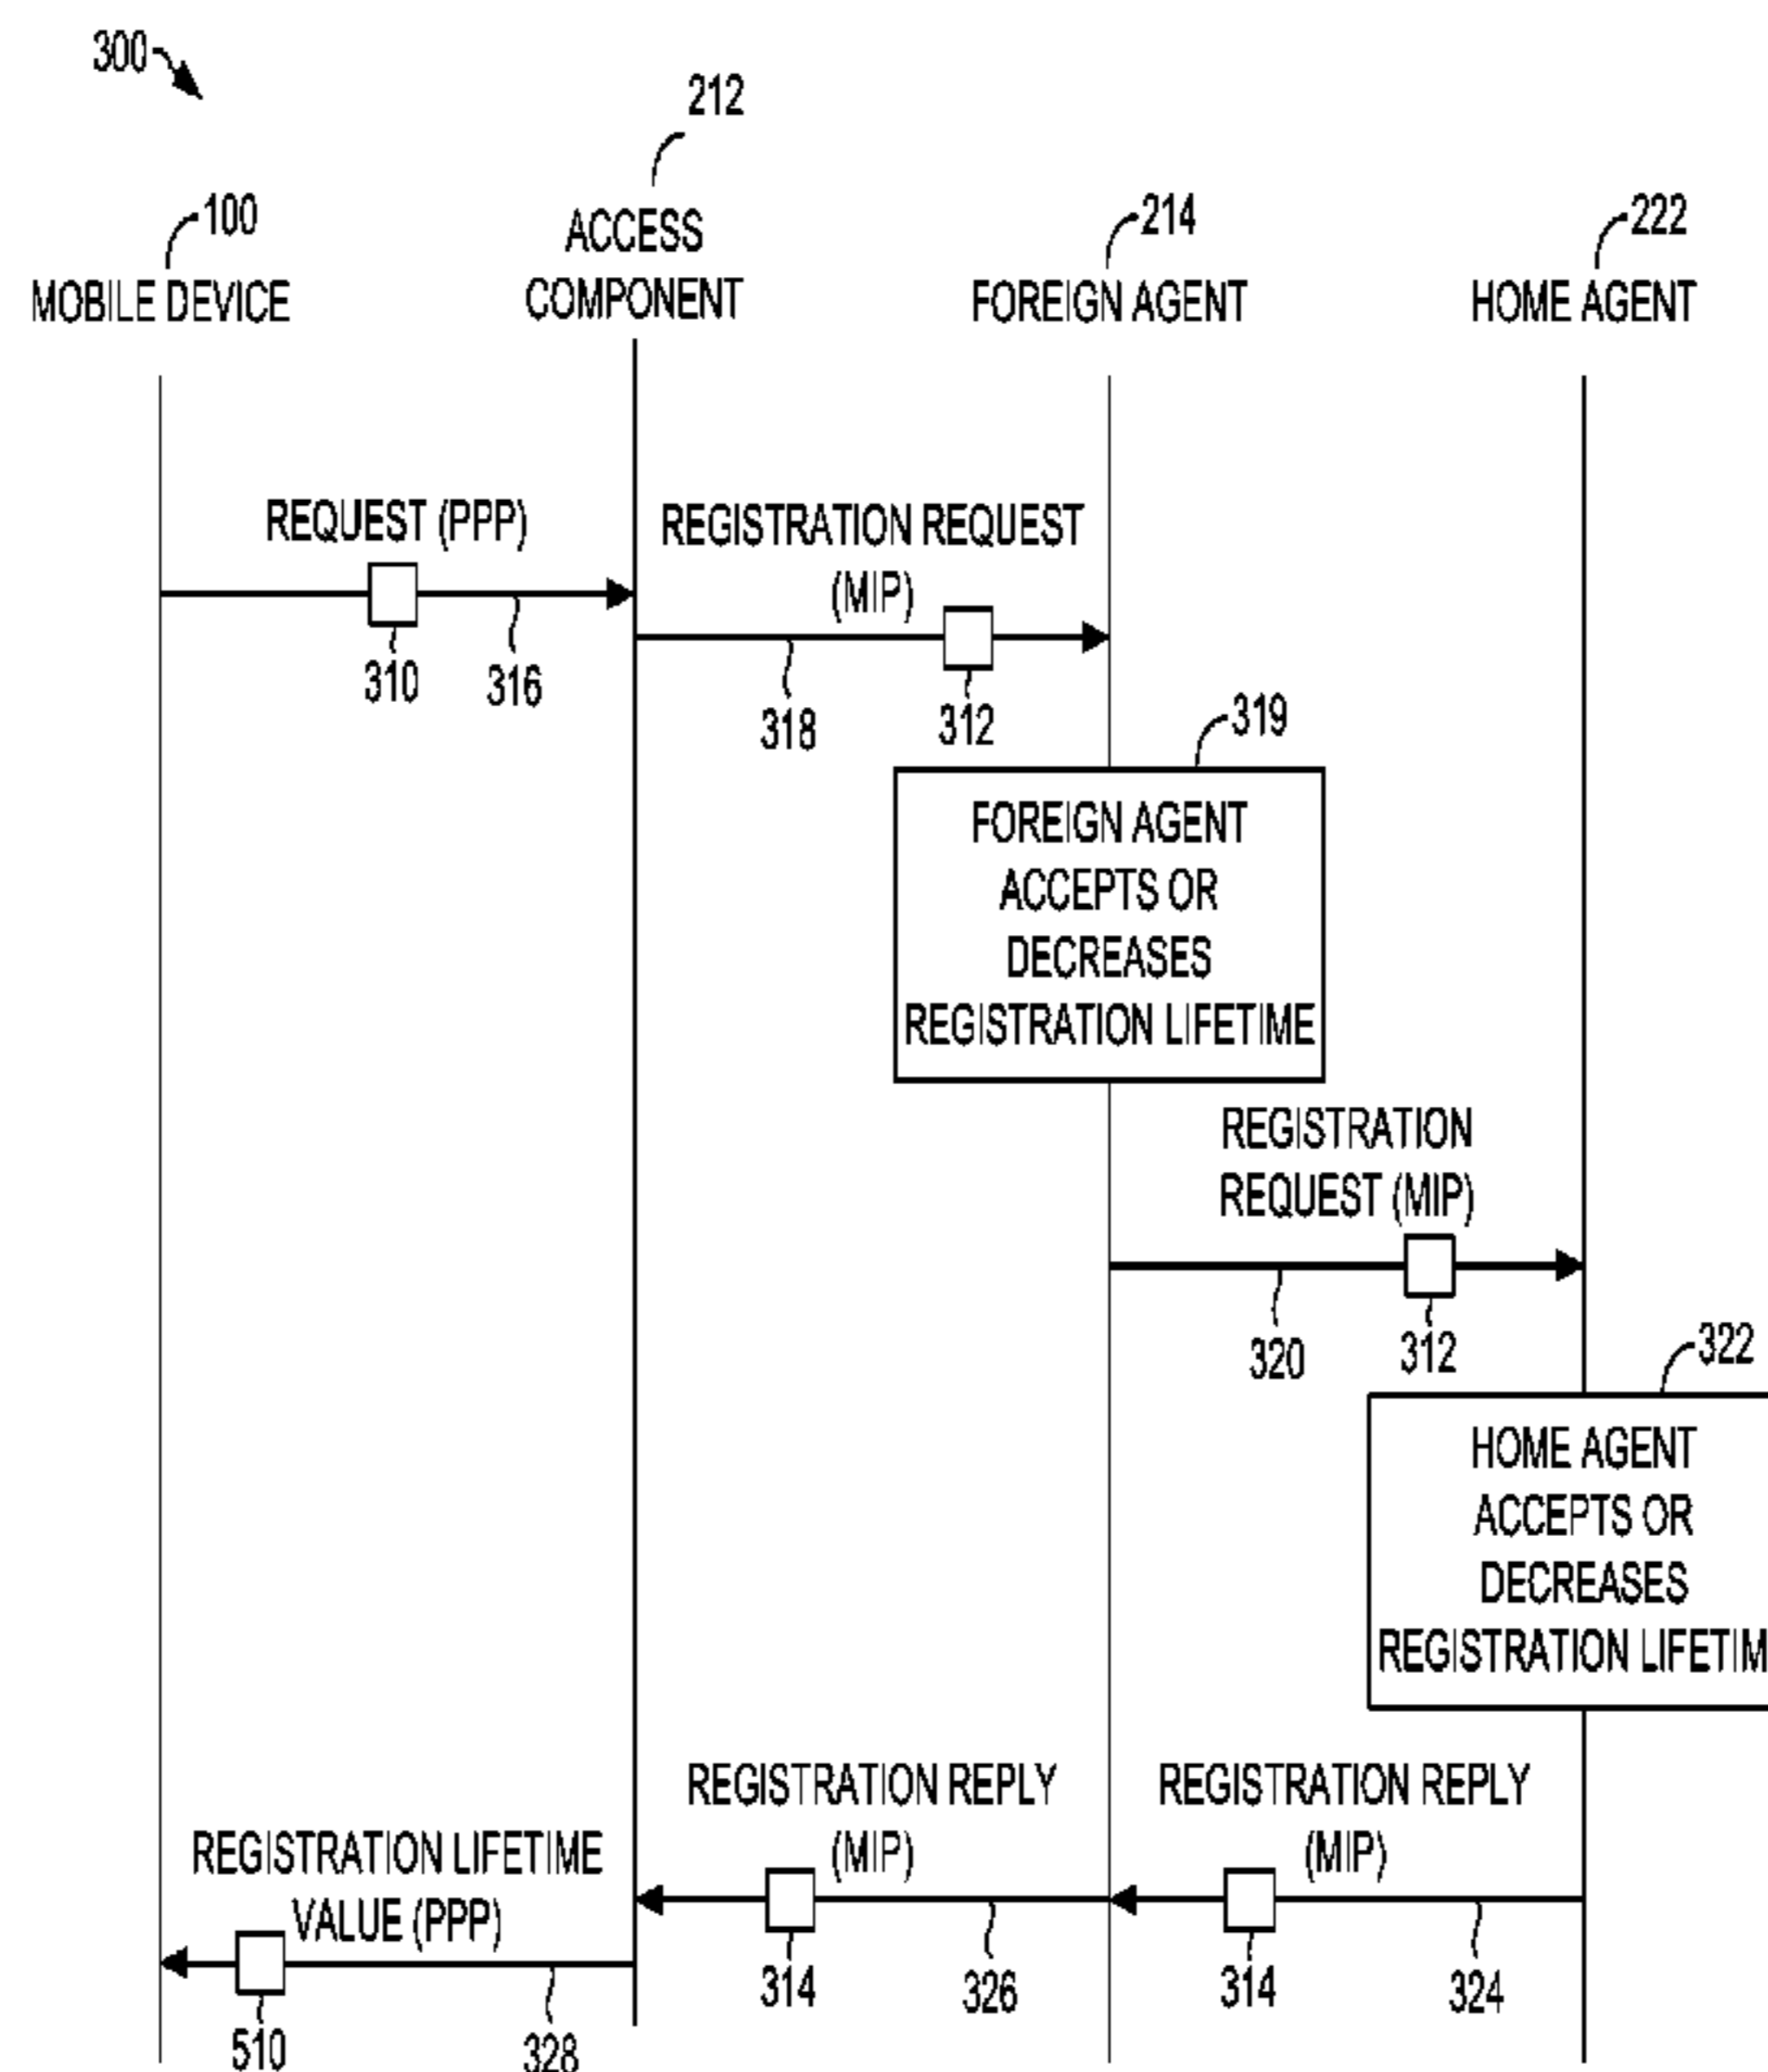 300
212
100
ACCESS
COMPONENT
214
222
MOBILE DEVICE
FOREIGN AGENT
HOME AGENT
REQUEST (PPP)
REGISTRATION REQUEST
(MIP)
310
316
318
312
319
FOREIGN AGENT
ACCEPTS OR
DECREASES
REGISTRATION LIFETIME
REGISTRATION
REQUEST (MIP)
320
312
322
HOME AGENT
ACCEPTS OR
DECREASES
REGISTRATION LIFETIM
REGISTRATION REPLY
(MIP)
REGISTRATION REPLY
(MIP)
REGISTRATION LIFETIME
VALUE (PPP)
314
326
314
324
510
328